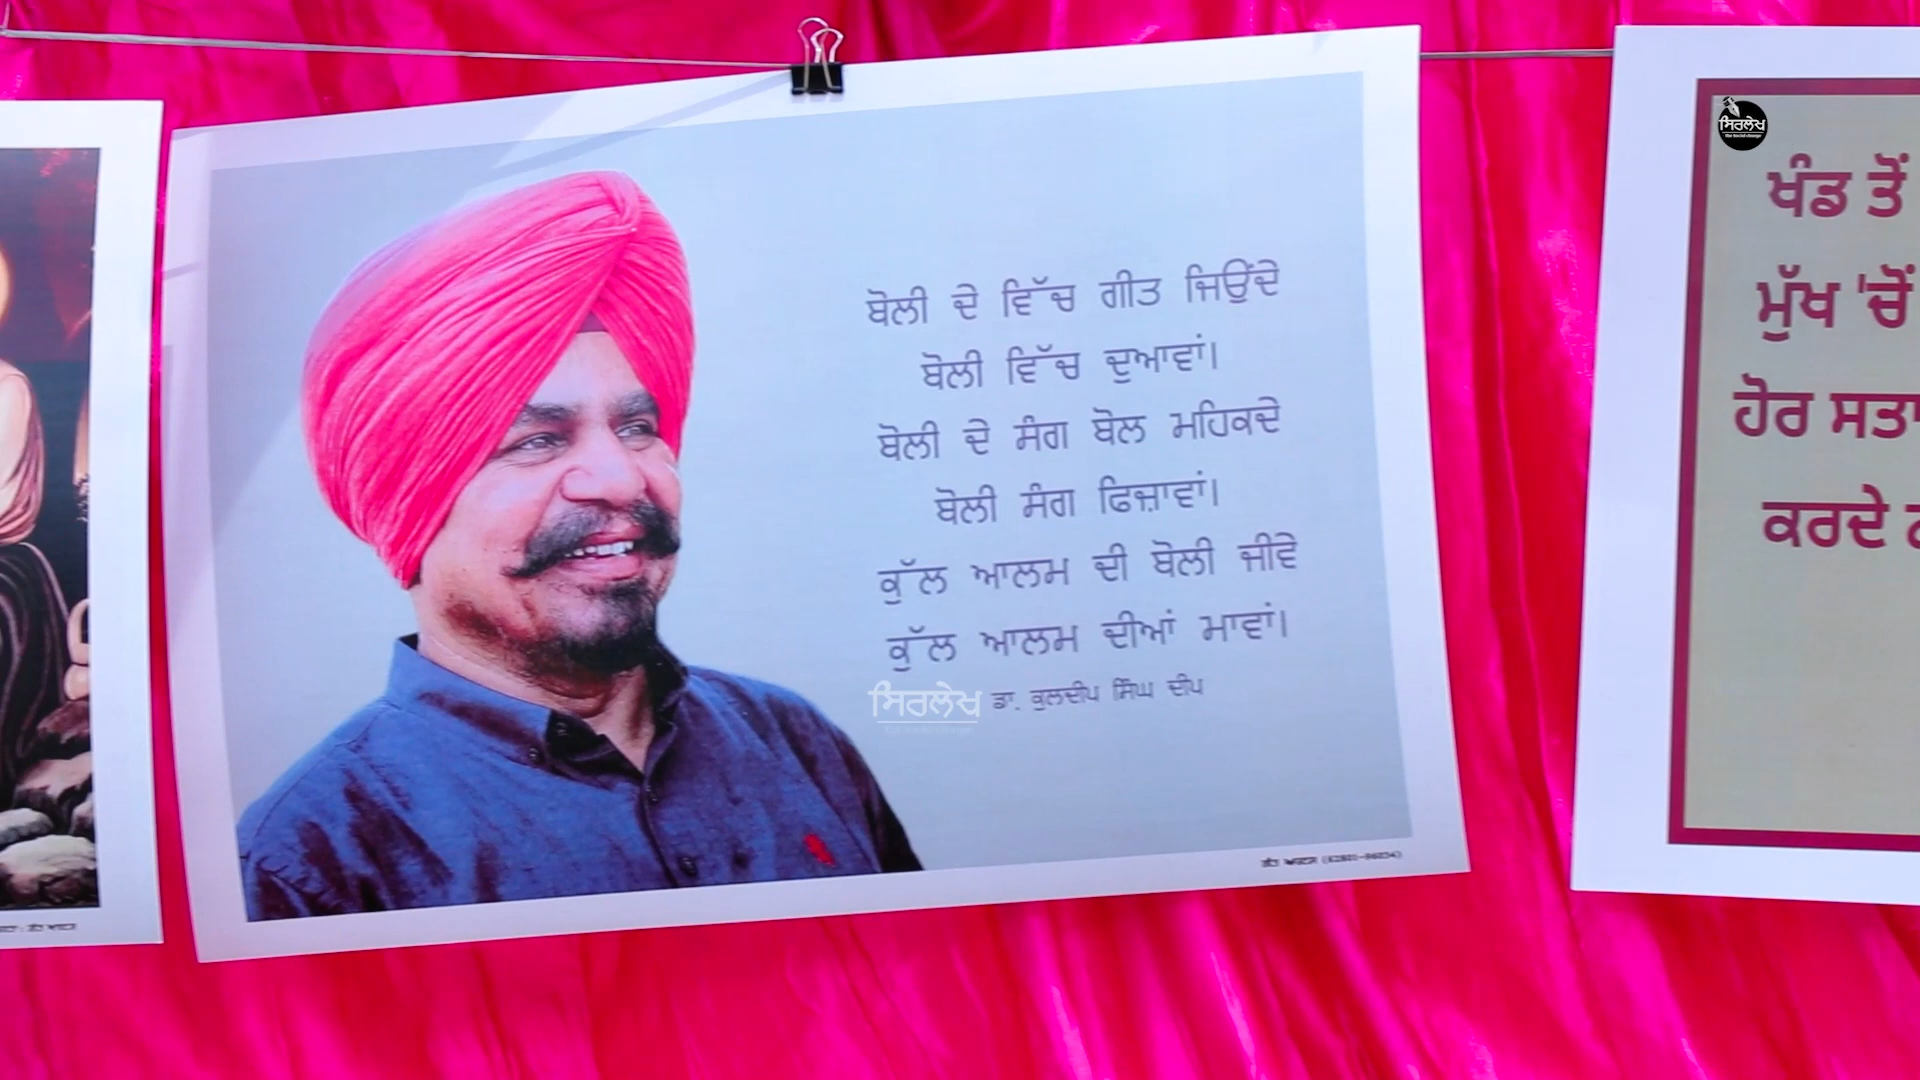 ਬੋਲੀ ਦੇ ਵਿੱਚ ਗੀਤ ਜਿਉਂਦੇ
ਬੋਲੀ ਵਿੱਚ ਦੁਆਵਾਂ।
ਬੋਲੀ ਦੇ ਸੰਗ ਬੋਲ ਮਹਿਕਦੇ
ਬੋਲੀ ਸੰਗ ਫਿਜ਼ਾਵਾਂ।
ਕੁੱਲ ਆਲਮ ਦੀ ਬੋਲੀ ਜੀਵੇ
ਕੁੱਲ ਆਲਮ ਦੀਆਂ ਮਾਵਾਂ।
ਡਾ. ਕੁਲਦੀਪ ਸਿੰਘ ਦੀਪ
ਸਿਰਲੇਖ
ਸਿਰਲੇਖ
ਖੰਡ ਤੋਂ
ਮੁੱਖ 'ਚੋਂ
ਹੋਰ ਸਤਾ
ਕਰਦੇ